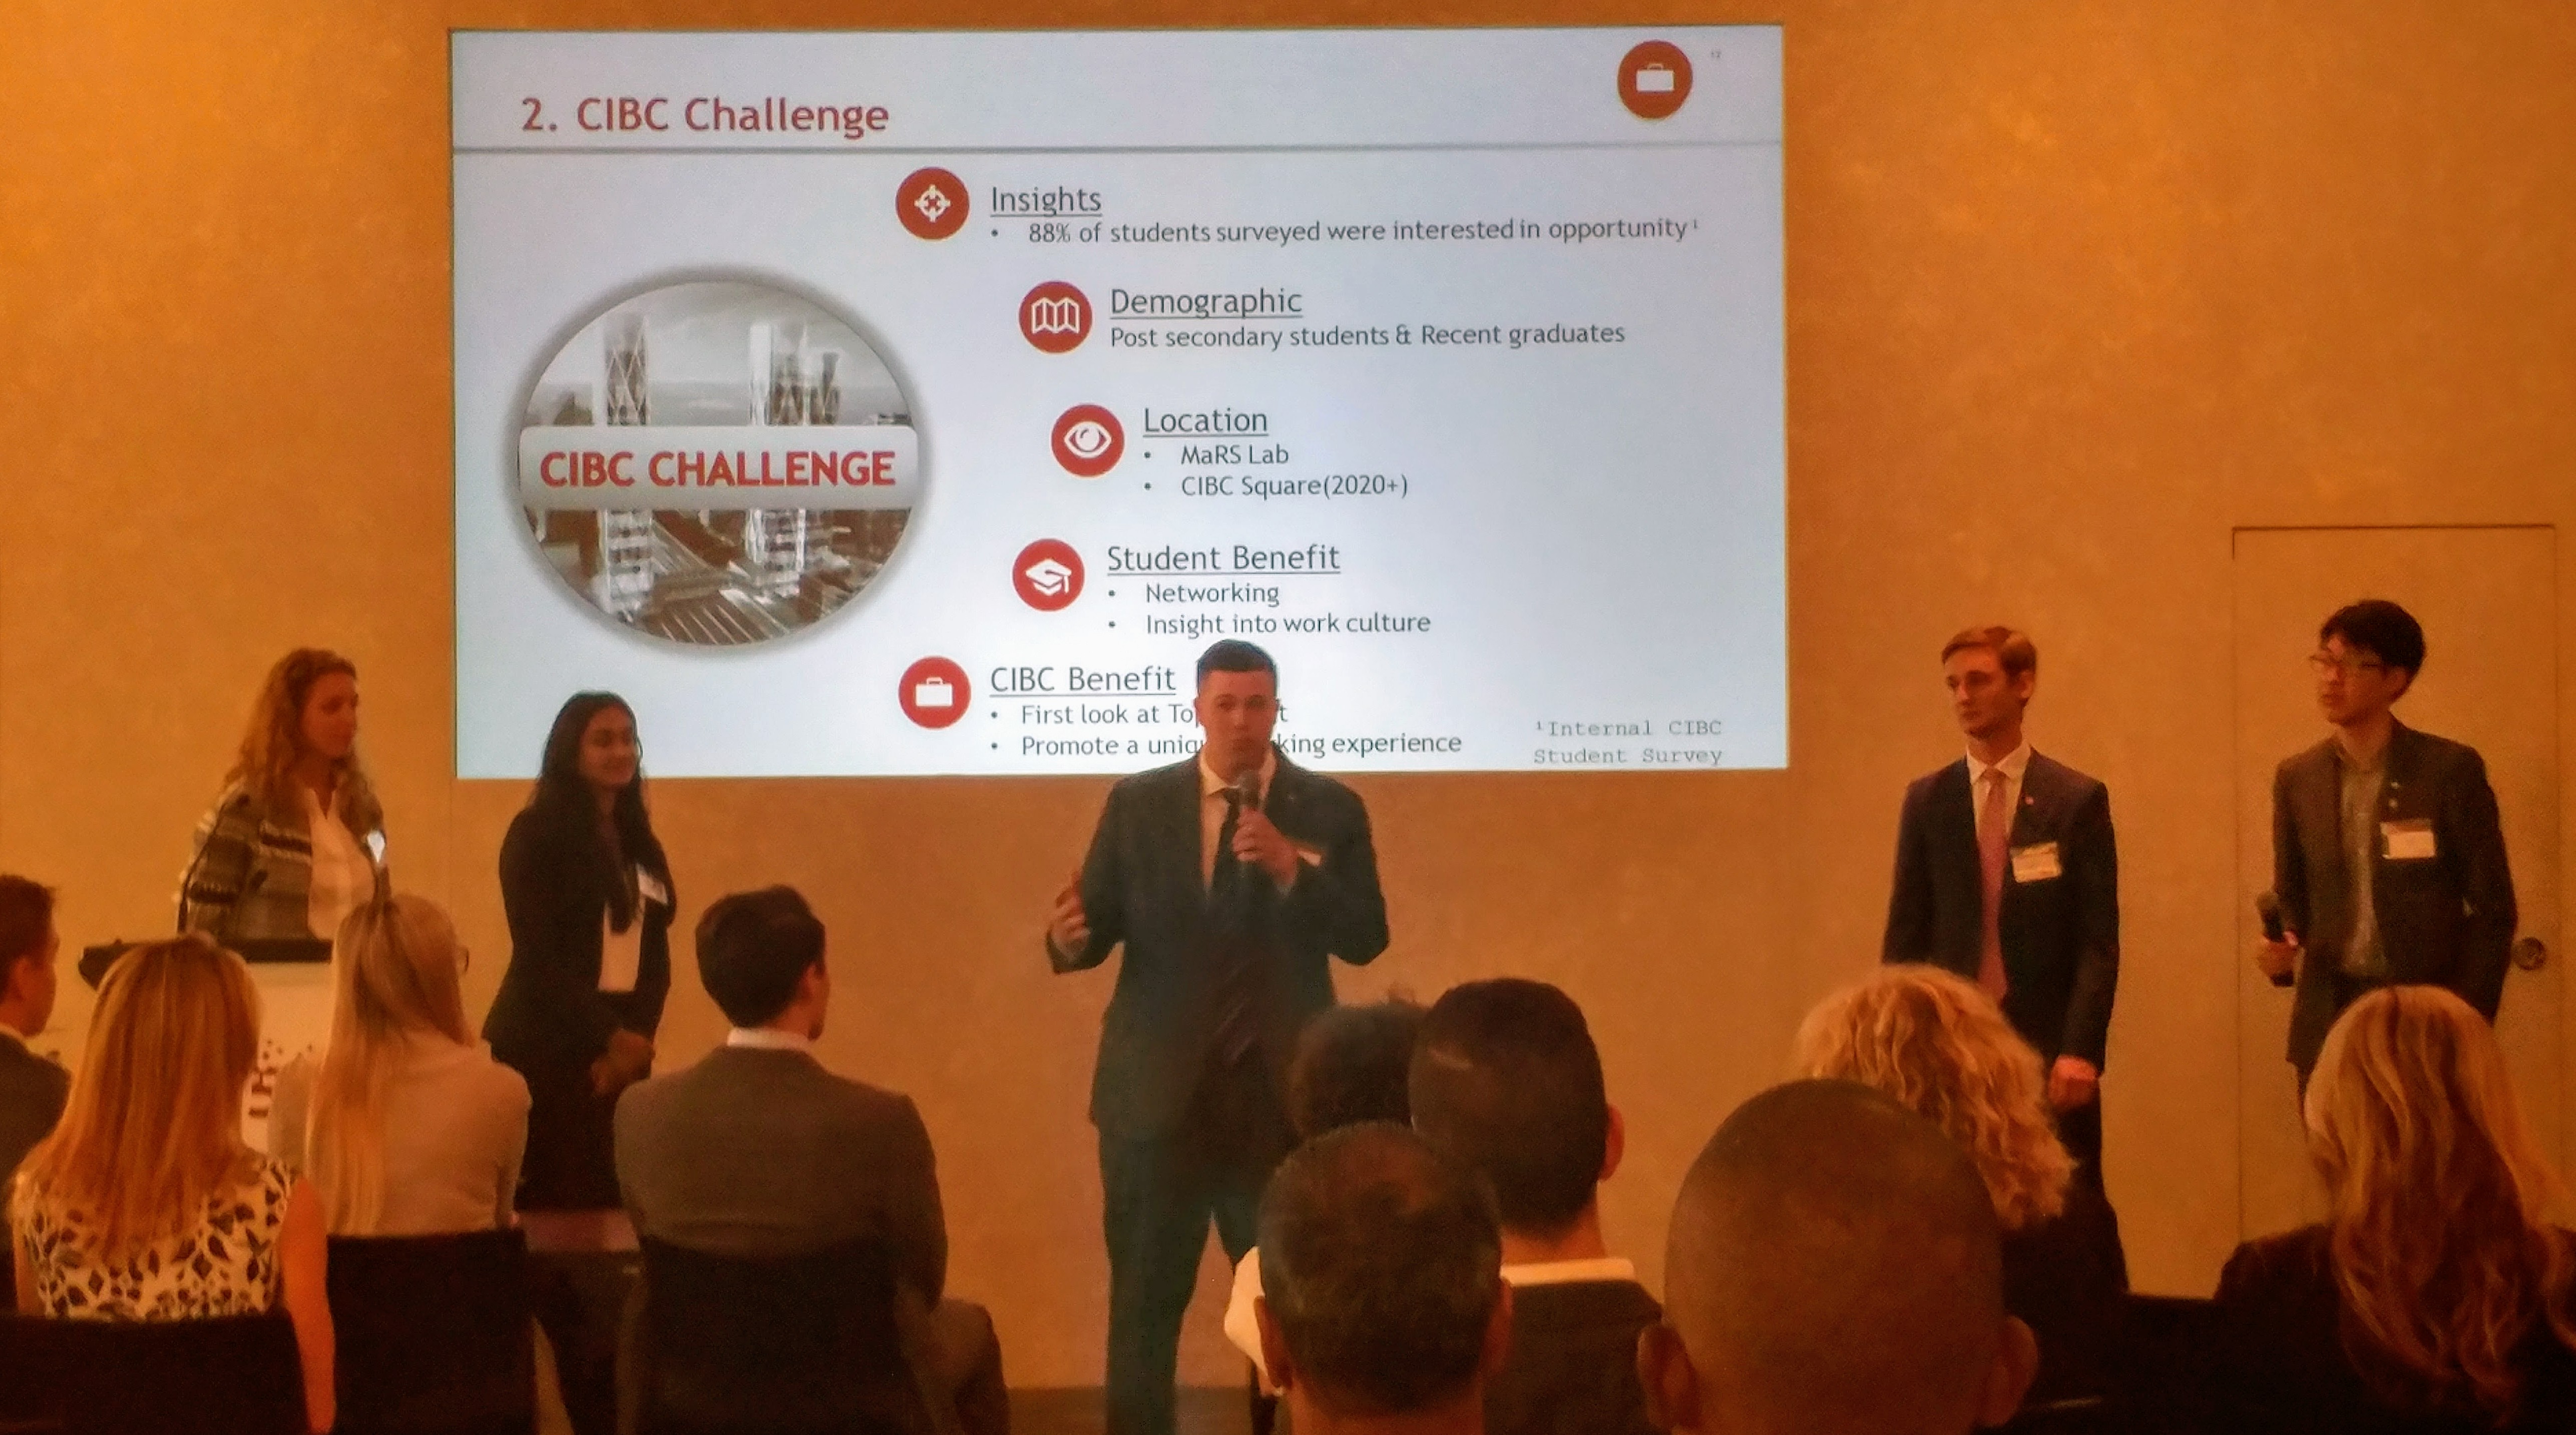 2. CIBC Challenge
Insights
• 88% of students surveyed were interested in opportunity¹
Demographic
Post secondary students & Recent graduates
CIBC CHALLENGE
Location
• MaRS Lab
• CIBC Square(2020+)
Student Benefit
• Networking
• Insight into work culture
CIBC Benefit
• First look at
• Promote a experience
¹Internal CIBC
Student Survey